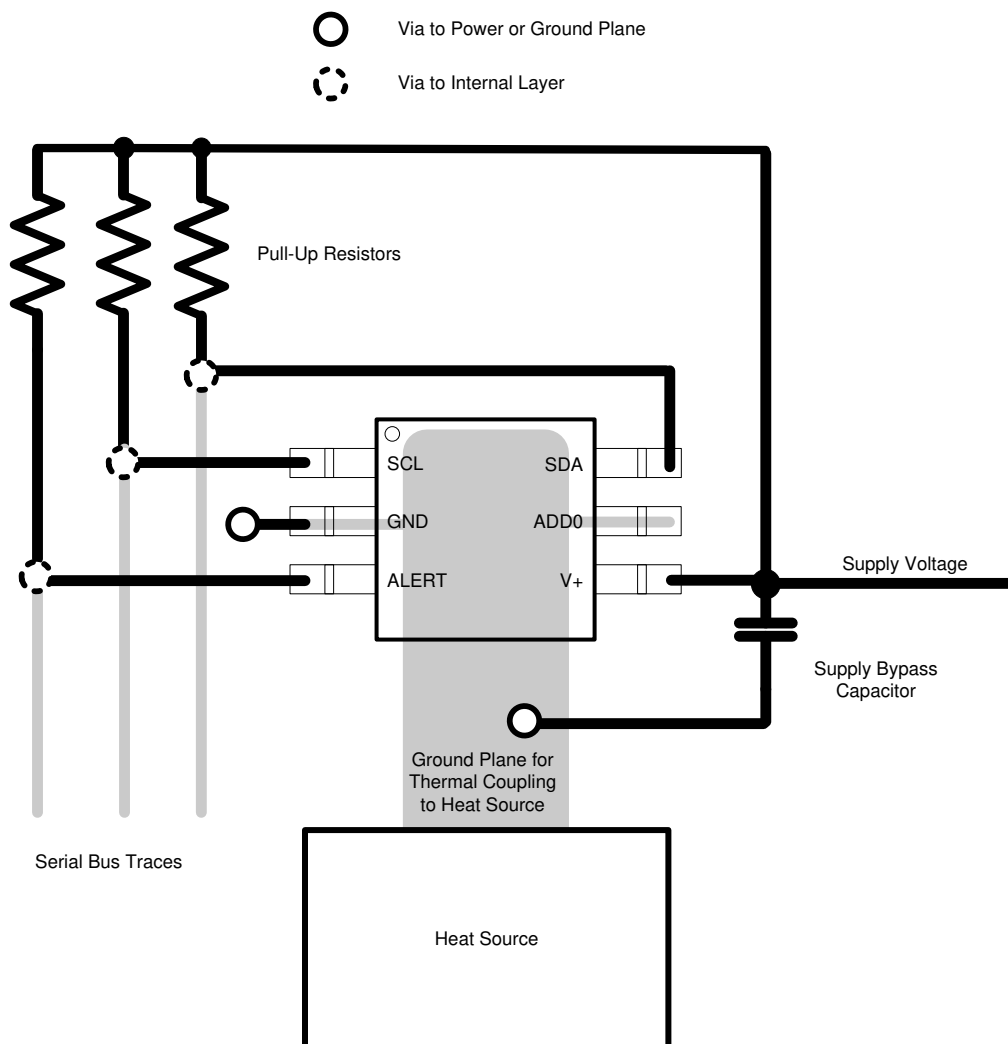 Via to Power or Ground Plane
Via to Internal Layer
Pull-Up Resistors
SCL
SDA
GND
ADD0
ALERT
V+
Supply Voltage
Supply Bypass
Capacitor
Ground Plane for
Thermal Coupling
to Heat Source
Serial Bus Traces
Heat Source